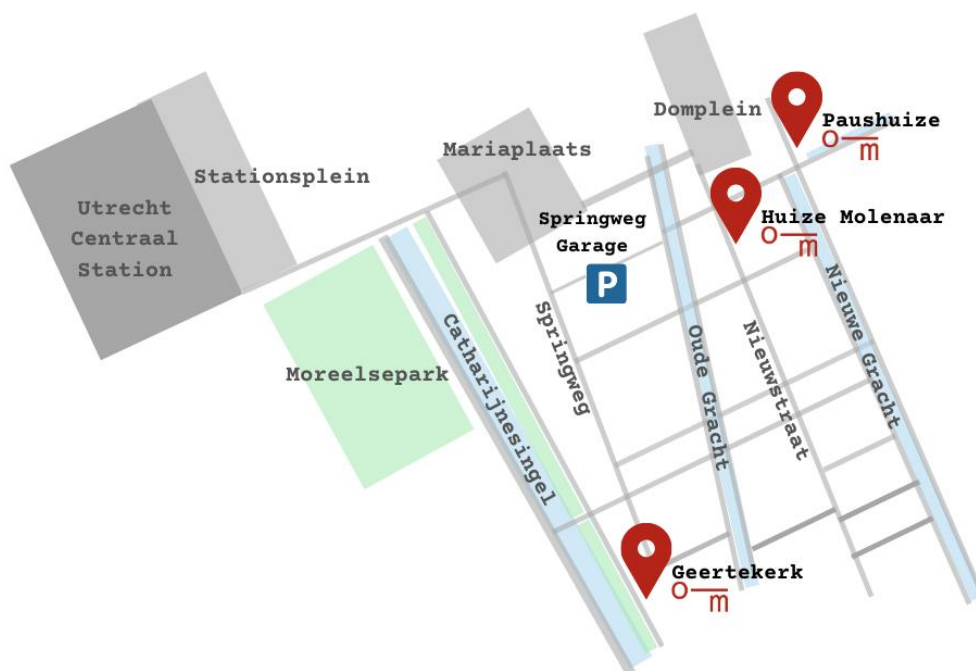 Domplein
Paushuize
O
m
Mariaplaats
Stationsplein
Utrecht
Centraal
Station
Springweg
Garage
P
Huize Molenaar
O
m
Moreelsepark
Catharijnesingel
Springweg
Oude Gracht
Nieuwstraat
Nieuwe Gracht
Geertekerk
O
m